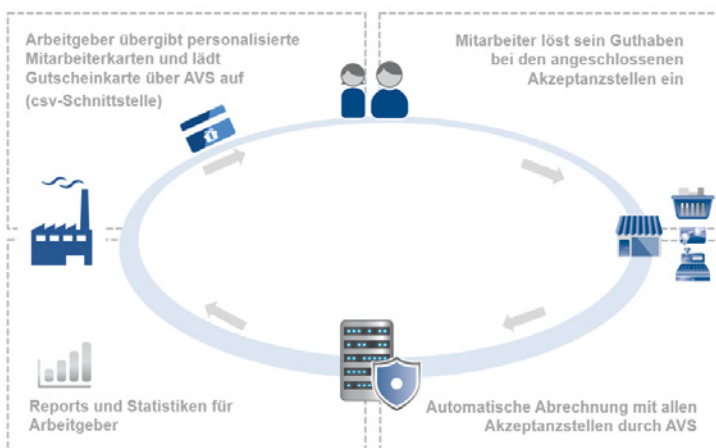 Arbeitgeber übergibt personalisierte
Mitarbeiterkarten und lädt
Gutscheinkarte über AVS auf
(csv-Schnittstelle)
Mitarbeiter löst sein Guthaben
bei den angeschlossenen
Akzeptanzstellen ein
Reports und Statistiken für
Arbeitgeber
Automatische Abrechnung mit allen
Akzeptanzstellen durch AVS